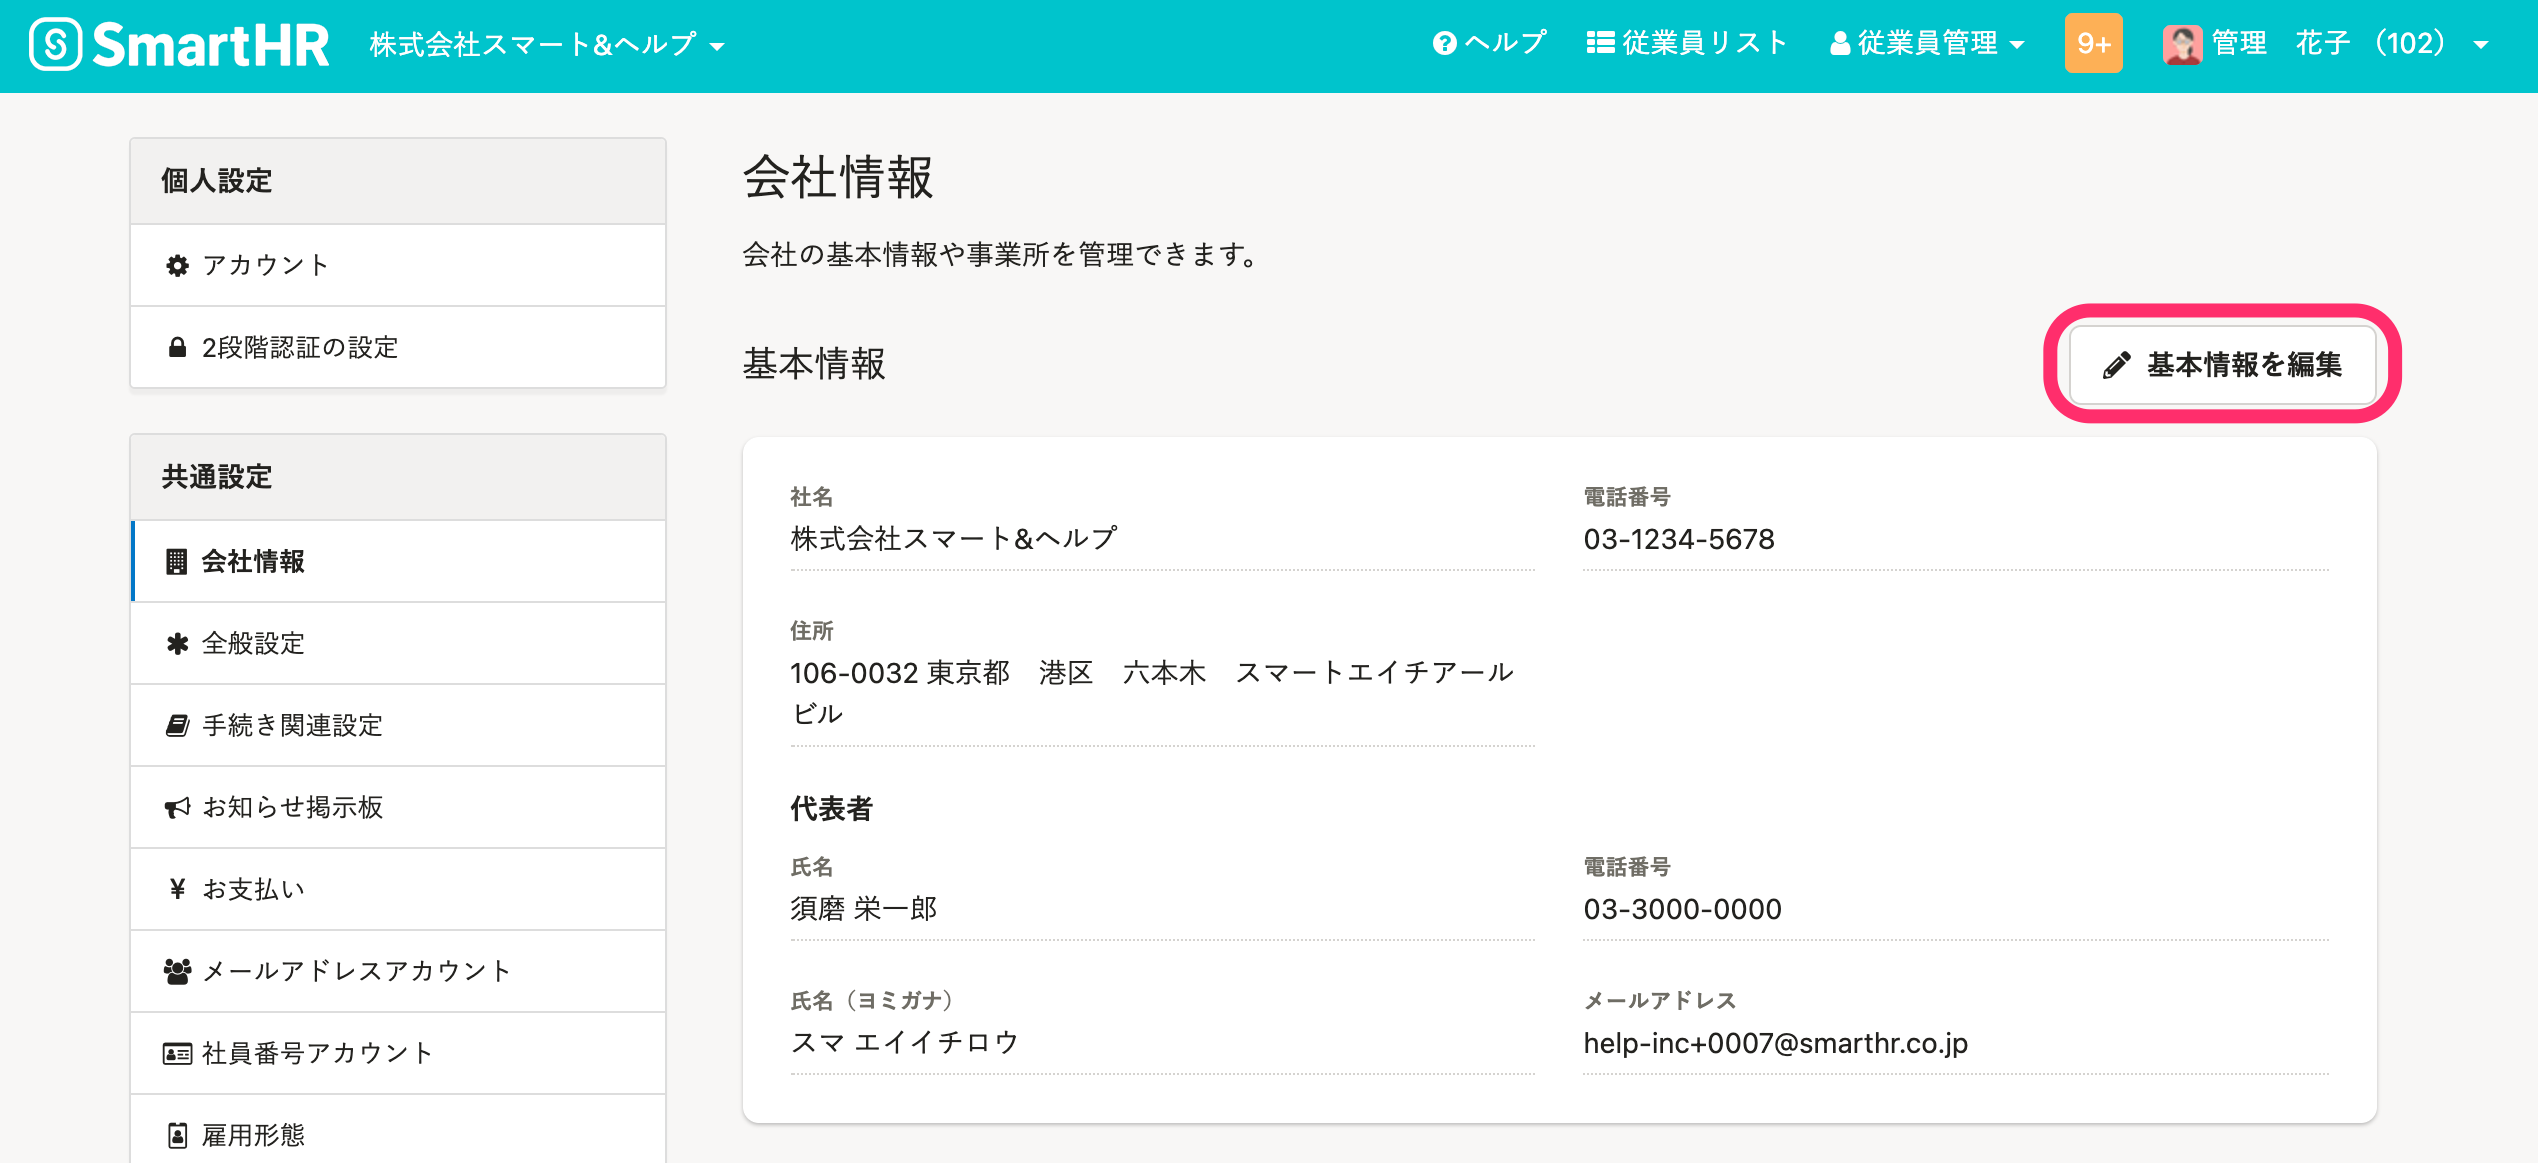 SmartHR 株式会社スマート&ヘルプ ヘルプ 従業員リスト 従業員管理 9+ 管理　花子 （102）
個人設定
アカウント
2段階認証の設定
共通設定
会社情報
全般設定
手続き関連設定
お知らせ掲示板
お支払い
メールアドレスアカウント
社員番号アカウント
雇用形態
会社情報
会社の基本情報や事業所を管理できます。
基本情報
基本情報を編集
社名
株式会社スマート&ヘルプ
電話番号
03-1234-5678
住所
106-0032 東京都　港区　六本木　スマートエイチアール
ビル
代表者
氏名
須磨 栄一郎
電話番号
03-3000-0000
氏名（ヨミガナ）
スマ エイイチロウ
メールアドレス
help-inc+0007@smarthr.co.jp